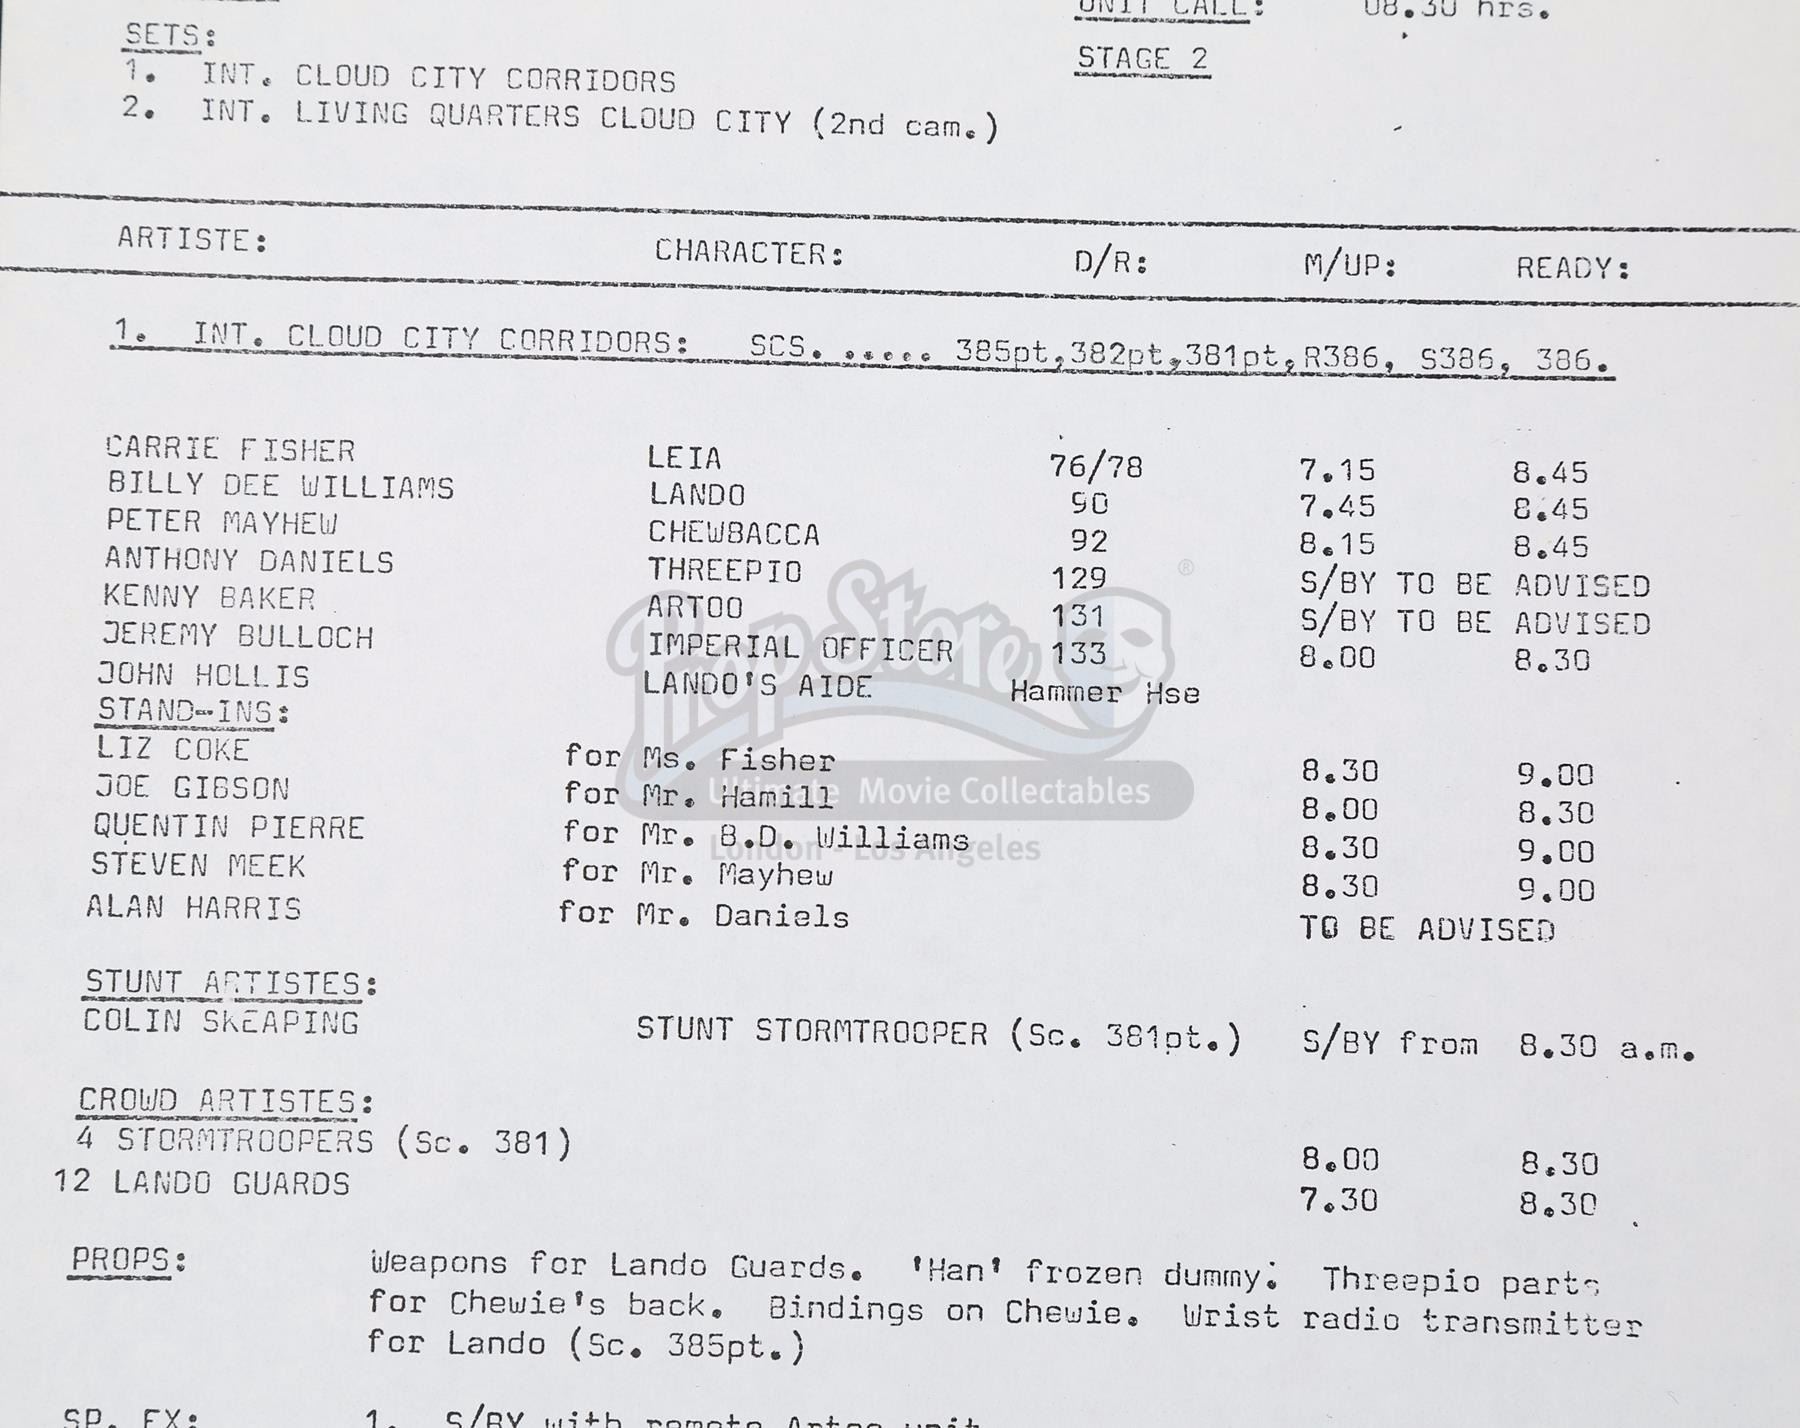 UNIT CALL: 08.30 hrs.
SETS:
STAGE 2
1. INT. CLOUD CITY CORRIDORS
2. INT. LIVING QUARTERS CLOUD CITY (2nd cam.)
ARTISTE: CHARACTER: D/R: M/UP: READY:
1. INT. CLOUD CITY CORRIDORS: SCS. ..... 385pt,382pt,381pt,R386, S386, 386.
CARRIE FISHER LEIA 76/78 7.15 8.45
BILLY DEE WILLIAMS LANDO 90 7.45 8.45
PETER MAYHEW CHEWBACCA 92 8.15 8.45
ANTHONY DANIELS THREEPIO 129 S/BY TO BE ADVISED
KENNY BAKER ARTOO 131 S/BY TO BE ADVISED
JEREMY BULLOCH IMPERIAL OFFICER 133 8.00 8.30
JOHN HOLLIS LANDO'S AIDE Hammer Hse
STAND-INS:
LIZ COKE for Ms. Fisher 8.30 9.00
JOE GIBSON for Mr. Hamill 8.00 8.30
QUENTIN PIERRE for Mr. B.D. Williams 8.30 9.00
STEVEN MEEK for Mr. Mayhew 8.30 9.00
ALAN HARRIS for Mr. Daniels TO BE ADVISED
STUNT ARTISTES:
COLIN SKEAPING STUNT STORMTROOPER (Sc. 381pt.) S/BY from 8.30 a.m.
CROWD ARTISTES:
4 STORMTROOPERS (Sc. 381) 8.00 8.30
12 LANDO GUARDS 7.30 8.30
PROPS: Weapons for Lando Guards. 'Han' frozen dummy: Threepio parts
for Chewie's back. Bindings on Chewie. Wrist radio transmitter
for Lando (Sc. 385pt.)
SP. FX: 1. S/BY with remote Artoo unit
Prop Store ®
Ultimate Movie Collectables
London - Los Angeles